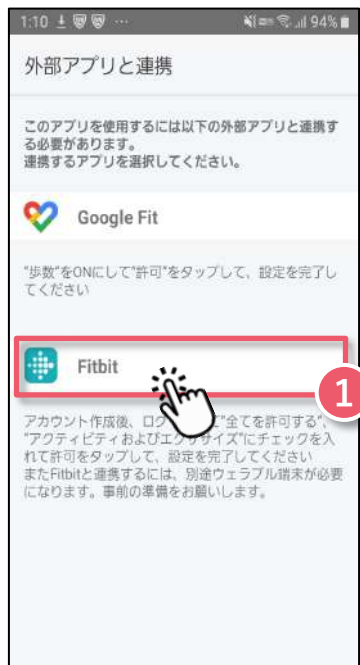 1:10 94%
外部アプリと連携
このアプリを使用するには以下の外部アプリと連携す
る必要があります。
連携するアプリを選択してください。
Google Fit
"歩数"をONにして"許可"をタップして、設定を完了し
てください
Fitbit
1
アカウント作成後、ログ て"全てを許可する"、
"アクティビティおよびエクササイズ"にチェックを入
れて許可をタップして、設定を完了してください
またFitbitと連携するには、別途ウェラブル端末が必要
になります。事前の準備をお願いします。